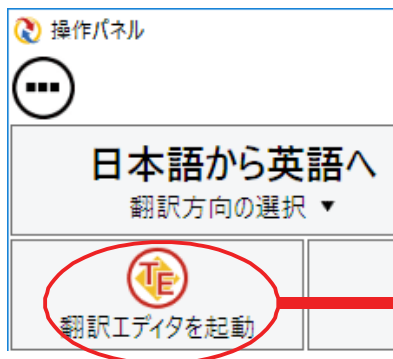 操作パネル
日本語から英語へ
翻訳方向の選択 ▼
TE
翻訳エディタを起動